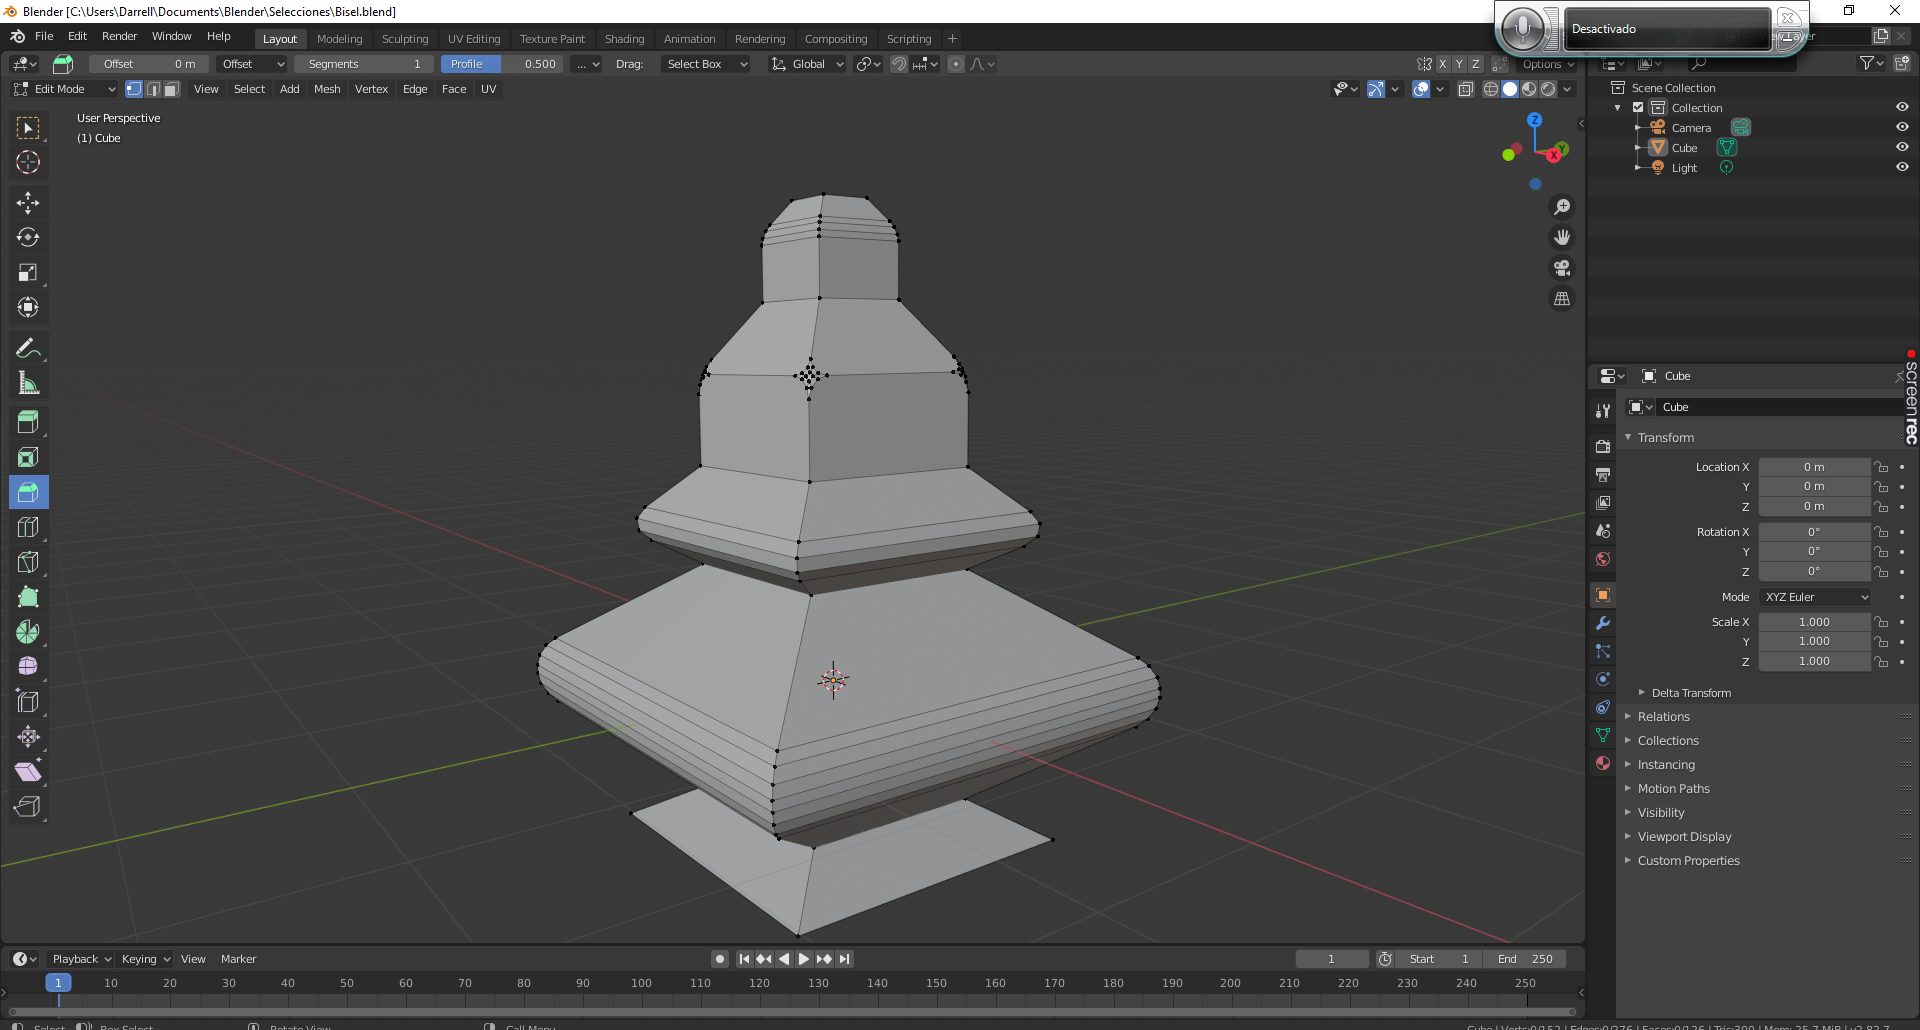 Blender [C:\Users\Darrell\Documents\Blender\Selecciones\Bisel.blend]
File Edit Render Window Help Layout Modeling Sculpting UV Editing Texture Paint Shading Animation Rendering Compositing Scripting +
Desactivado
Layer
Offset 0 m Offset Segments 1 Profile 0.500 ... Drag: Select Box Global X Y Z Options
Edit Mode View Select Add Mesh Vertex Edge Face UV
User Perspective
(1) Cube
Z
Y
X
Scene Collection
Collection
Camera
Cube
Light
screenrec
Cube
Cube
Transform
Location X 0 m
Y 0 m
Z 0 m
Rotation X 0°
Y 0°
Z 0°
Mode XYZ Euler
Scale X 1.000
Y 1.000
Z 1.000
Delta Transform
Relations
Collections
Instancing
Motion Paths
Visibility
Viewport Display
Custom Properties
Playback Keying View Marker 1 Start 1 End 250
1 10 20 30 40 50 60 70 80 90 100 110 120 130 140 150 160 170 180 190 200 210 220 230 240 250
Select Box Select Rotate View Call Menu Cube | Verts:0/152 | Edges:0/276 | Faces:0/126 | Tris:300 | Mem: 25.7 MiB | v2.82.7